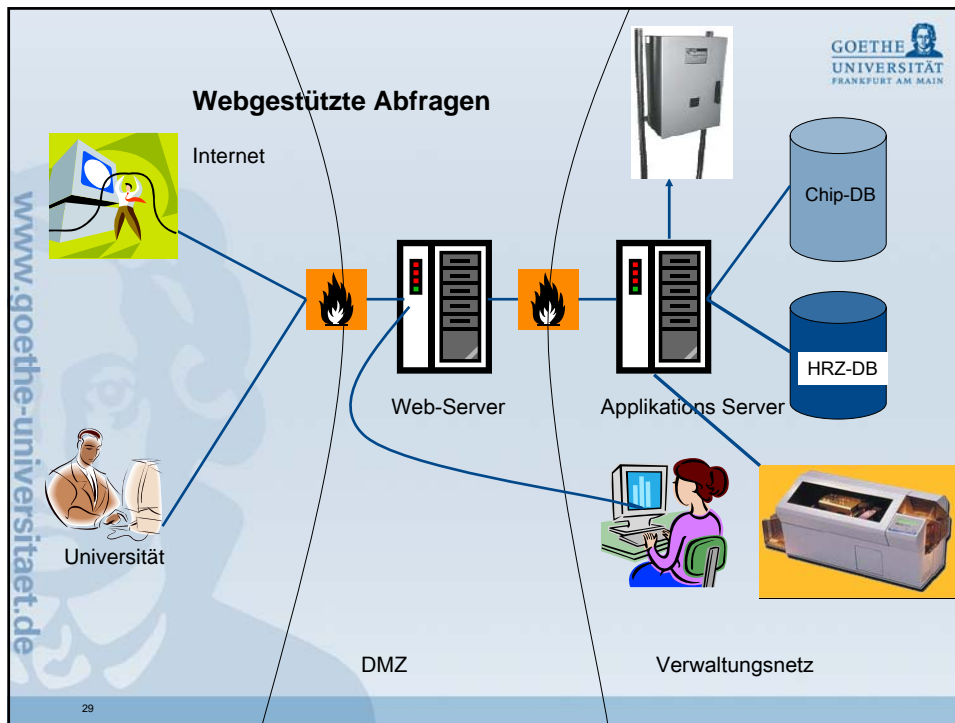 GOETHE
UNIVERSITÄT
FRANKFURT AM MAIN
Webgestützte Abfragen
Internet
Chip-DB
HRZ-DB
Web-Server
Applikations Server
Universität
DMZ
Verwaltungsnetz
www.goethe-universitaet.de
29